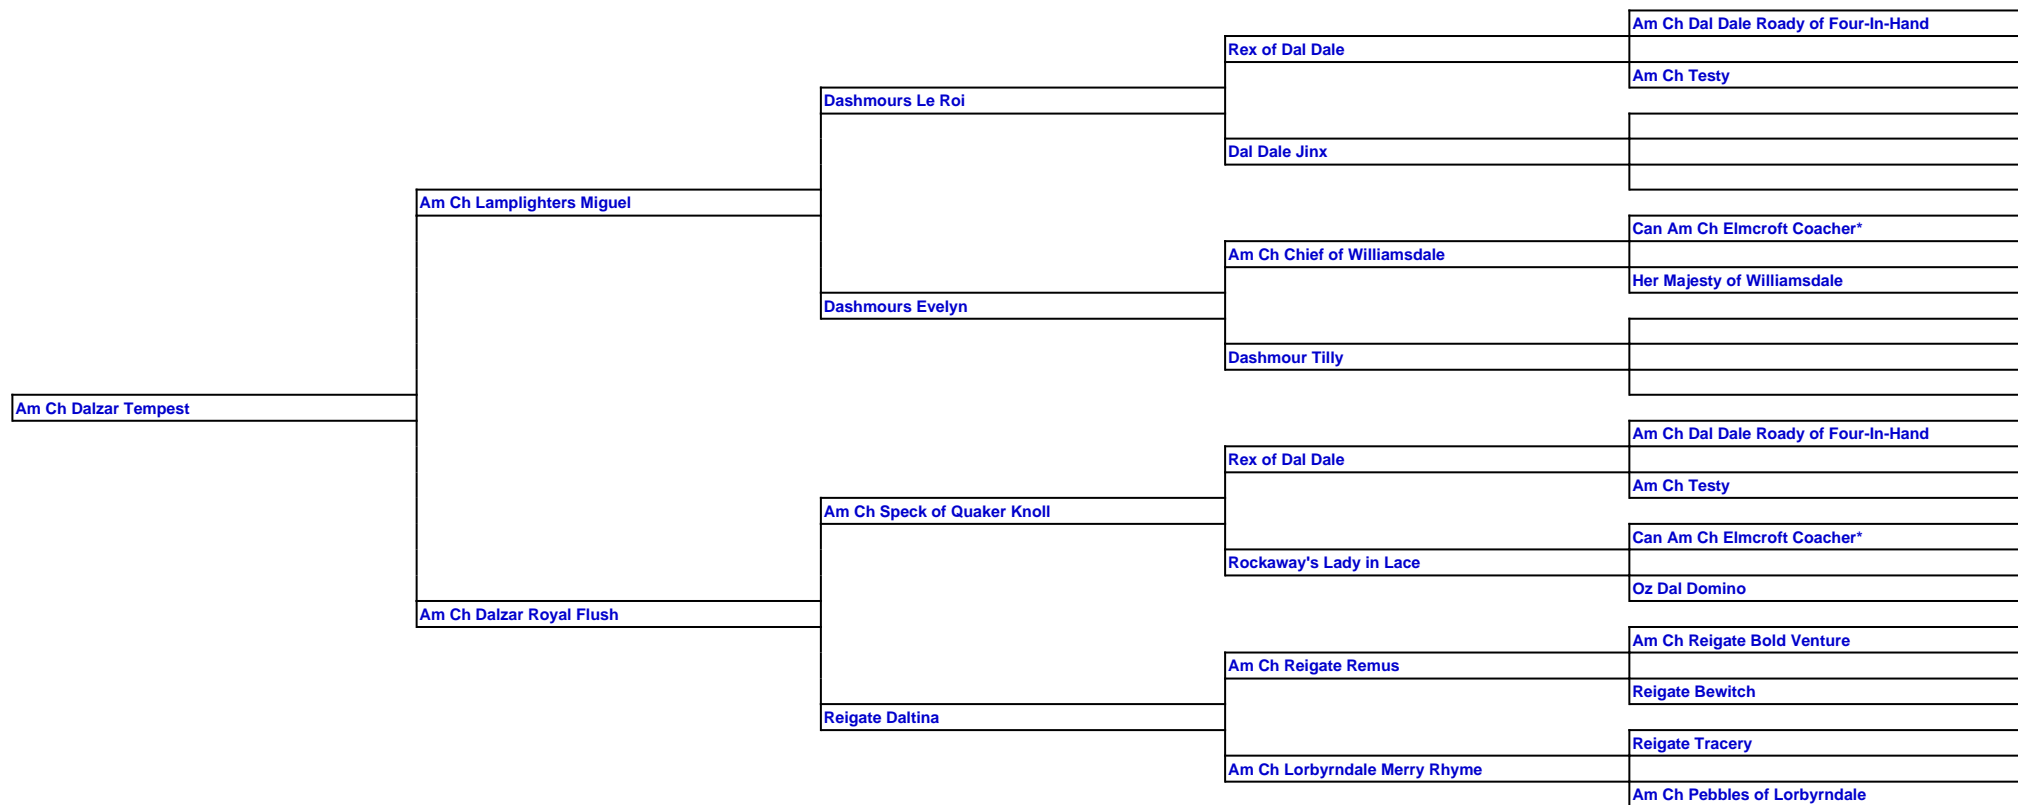 Am Ch Dal Dale Roady of Four-In-Hand
Rex of Dal Dale
Am Ch Testy
Dashmours Le Roi
Dal Dale Jinx
Am Ch Lamplighters Miguel
Can Am Ch Elmcroft Coacher*
Am Ch Chief of Williamsdale
Her Majesty of Williamsdale
Dashmours Evelyn
Dashmour Tilly
Am Ch Dalzar Tempest
Am Ch Dal Dale Roady of Four-In-Hand
Rex of Dal Dale
Am Ch Testy
Am Ch Speck of Quaker Knoll
Can Am Ch Elmcroft Coacher*
Rockaway's Lady in Lace
Oz Dal Domino
Am Ch Dalzar Royal Flush
Am Ch Reigate Bold Venture
Am Ch Reigate Remus
Reigate Bewitch
Reigate Daltina
Reigate Tracery
Am Ch Lorbyrndale Merry Rhyme
Am Ch Pebbles of Lorbyrndale